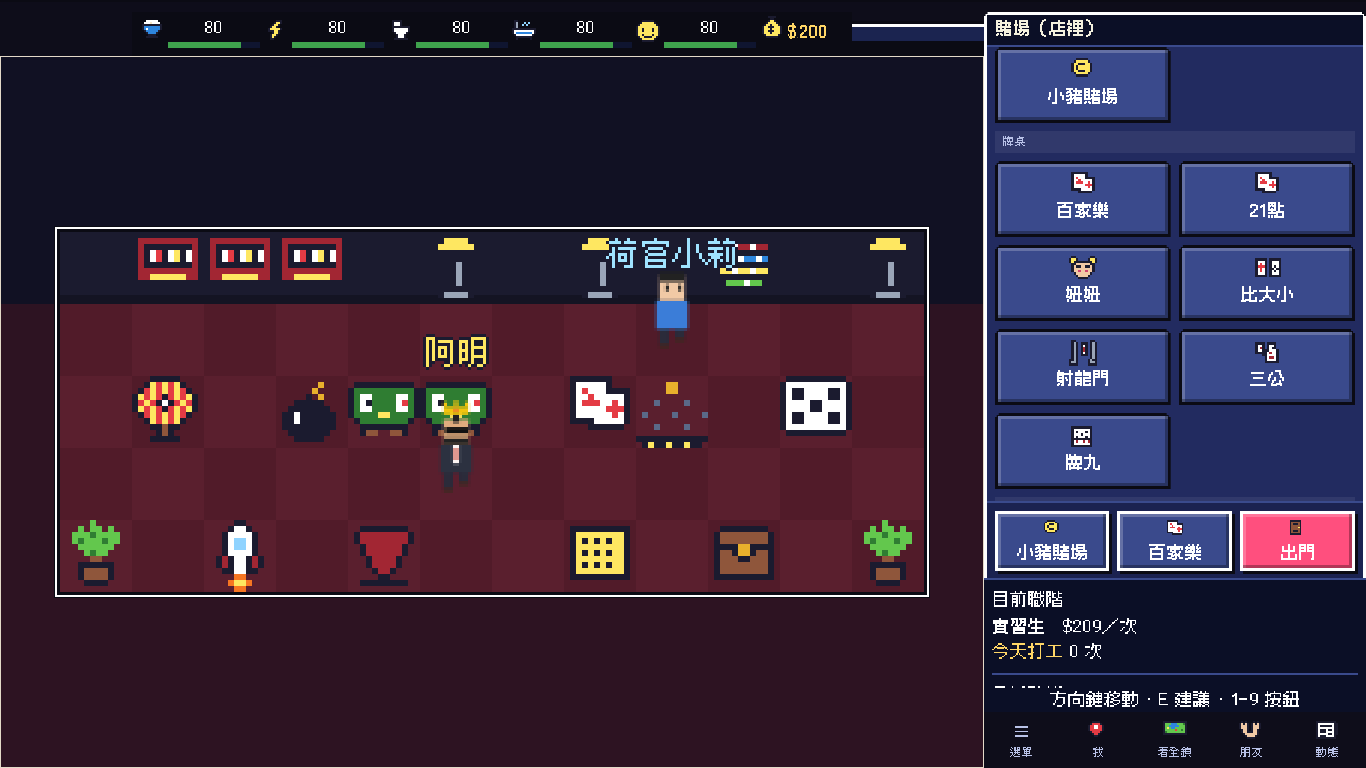 80
80
80
80
80
$200
賭場（店裡）
小豬賭場
牌桌
百家樂
21點
妞妞
比大小
射龍門
三公
牌九
荷官小莉
阿明
小豬賭場
百家樂
出門
目前職階
實習生 $209／次
今天打工 0 次
方向鍵移動·E 建議·1-9 按鈕
選單
我
看全鎮
朋友
動態